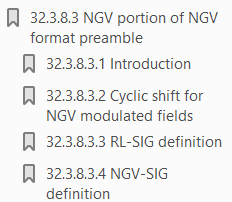 32.3.8.3 NGV portion of NGV
format preamble
32.3.8.3.1 Introduction
32.3.8.3.2 Cyclic shift for
NGV modulated fields
32.3.8.3.3 RL-SIG definition
32.3.8.3.4 NGV-SIG
definition